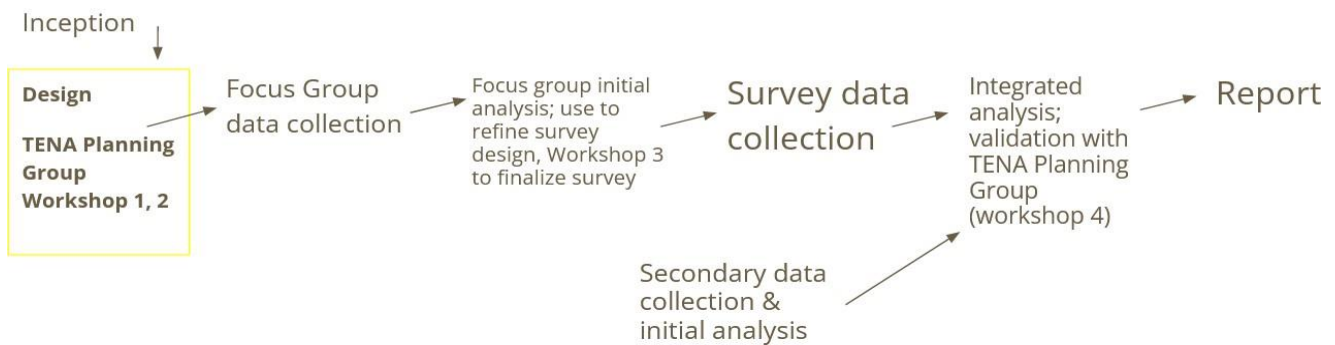 Inception
Design
TENA Planning
Group
Workshop 1, 2
Focus Group
data collection
Focus group initial
analysis; use to
refine survey
design, Workshop 3
to finalize survey
Survey data
collection
Integrated
analysis;
validation with
TENA Planning
Group
(workshop 4)
Report
Secondary data
collection &
initial analysis